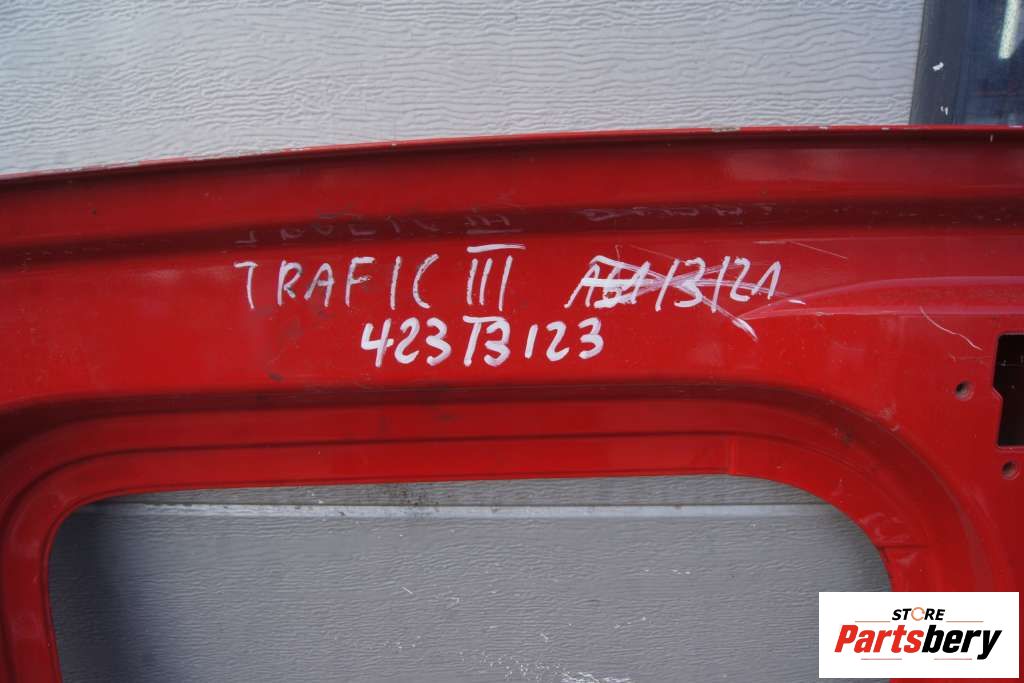 TRAFIC III
423T3123
STORE
Partsbery